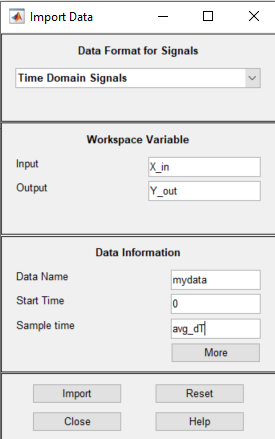 Import Data
Data Format for Signals
Time Domain Signals
Workspace Variable
Input X_in
Output Y_out
Data Information
Data Name mydata
Start Time 0
Sample time avg_dT
More
Import Reset
Close Help